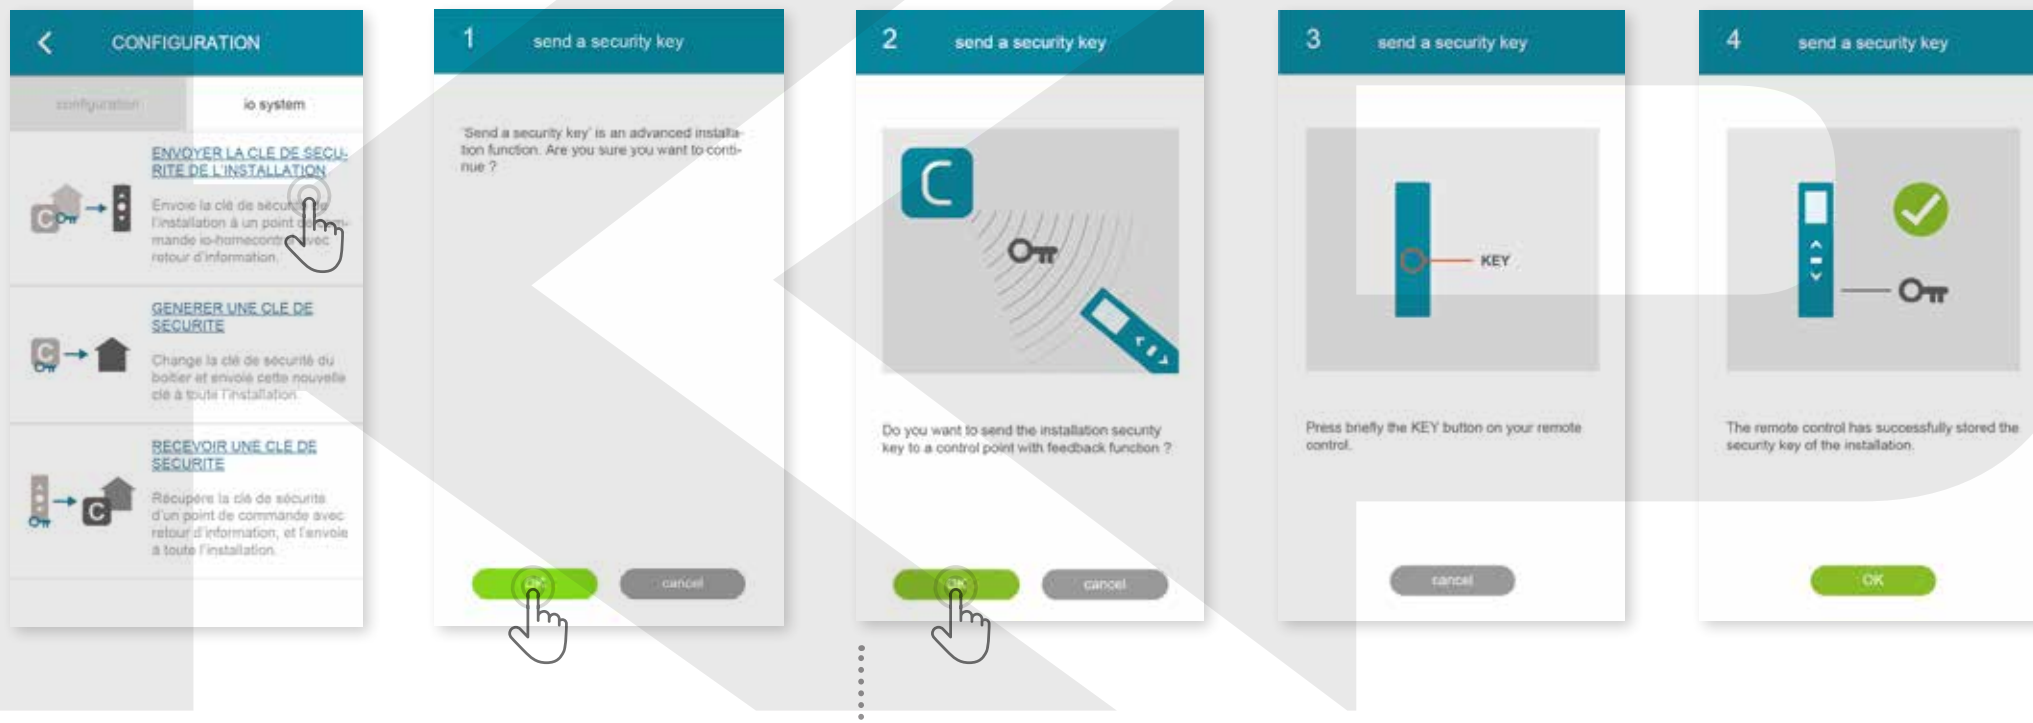 CONFIGURATION
configuration
io system
ENVOYER LA CLE DE SECU-
RITE DE L'INSTALLATION
Envoie la clé de sécurité de
l'installation à un point de com-
mande io-homecontrol avec
retour d'information.
GENERER UNE CLE DE
SECURITE
Change la clé de sécurité du
boitier et envoie cette nouvelle
clé à toute l'installation.
RECEVOIR UNE CLE DE
SECURITE
Récupère la clé de sécurité
d'un point de commande avec
retour d'information, et l'envoie
à toute l'installation.
1
send a security key
'Send a security key' is an advanced installa-
tion function. Are you sure you want to conti-
nue ?
OK
cancel
2
send a security key
Do you want to send the installation security
key to a control point with feedback function ?
OK
cancel
3
send a security key
KEY
Press briefly the KEY button on your remote
control.
cancel
4
send a security key
The remote control has successfully stored the
security key of the installation.
OK